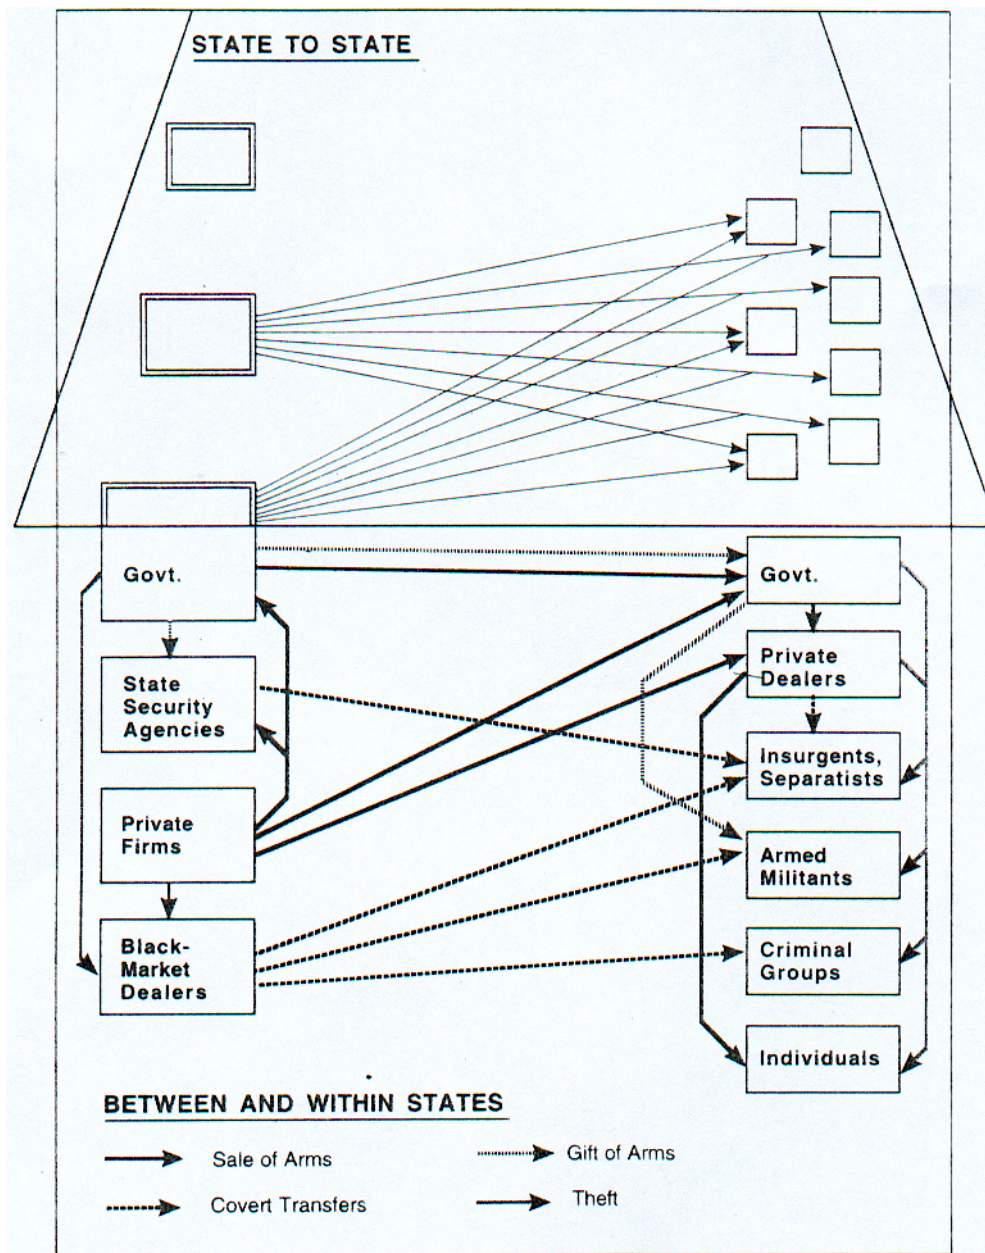 STATE TO STATE
Govt.
State
Security
Agencies
Private
Firms
Black-
Market
Dealers
Govt.
Private
Dealers
Insurgents,
Separatists
Armed
Militants
Criminal
Groups
Individuals
BETWEEN AND WITHIN STATES
Sale of Arms
Gift of Arms
Covert Transfers
Theft